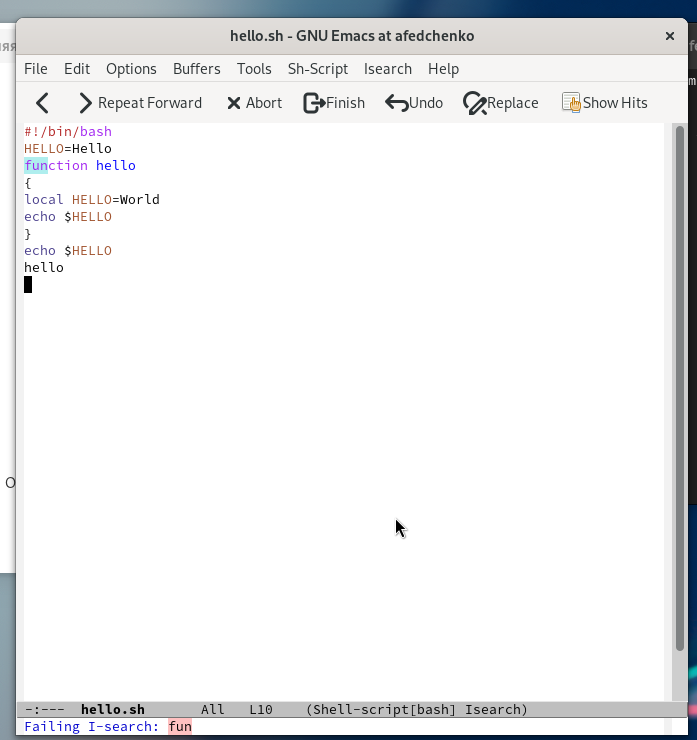 hello.sh - GNU Emacs at afedchenko
File Edit Options Buffers Tools Sh-Script Isearch Help
Repeat Forward Abort Finish Undo Replace Show Hits
#!/bin/bash
HELLO=Hello
function hello
{
local HELLO=World
echo $HELLO
}
echo $HELLO
hello
-:--- hello.sh All L10 (Shell-script[bash] Isearch)
Failing I-search: fun